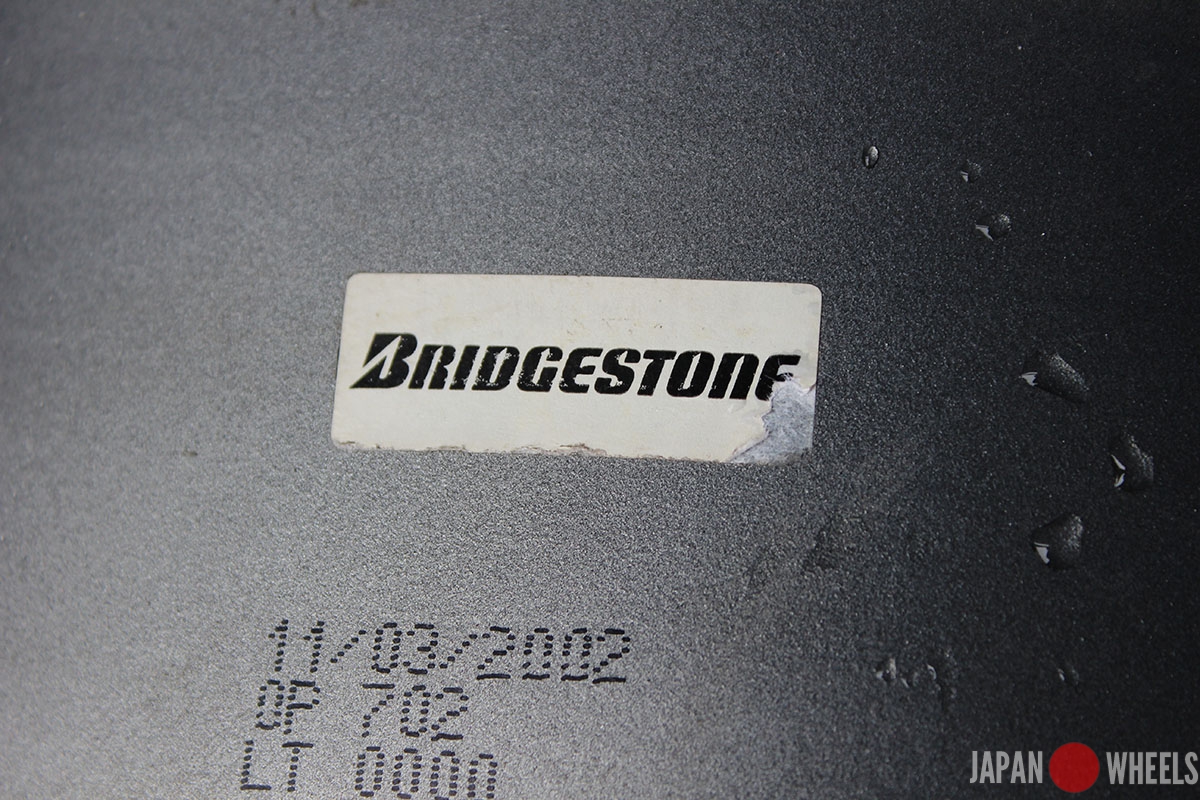 BRIDGESTONE
11/03/2002
OP 702
LT 0000
JAPAN WHEELS